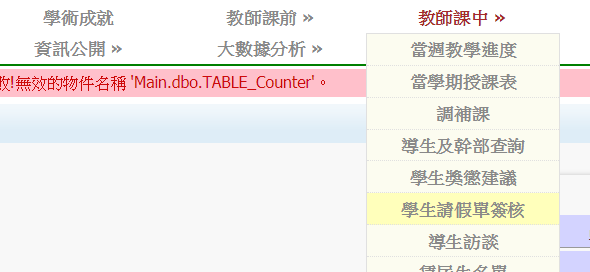 學術成就
教師課前 »
教師課中 »
資訊公開 »
大數據分析 »
當週教學進度
敗!無效的物件名稱 'Main.dbo.TABLE_Counter'。
當學期授課表
調補課
導生及幹部查詢
學生獎懲建議
學生請假單簽核
導生訪談